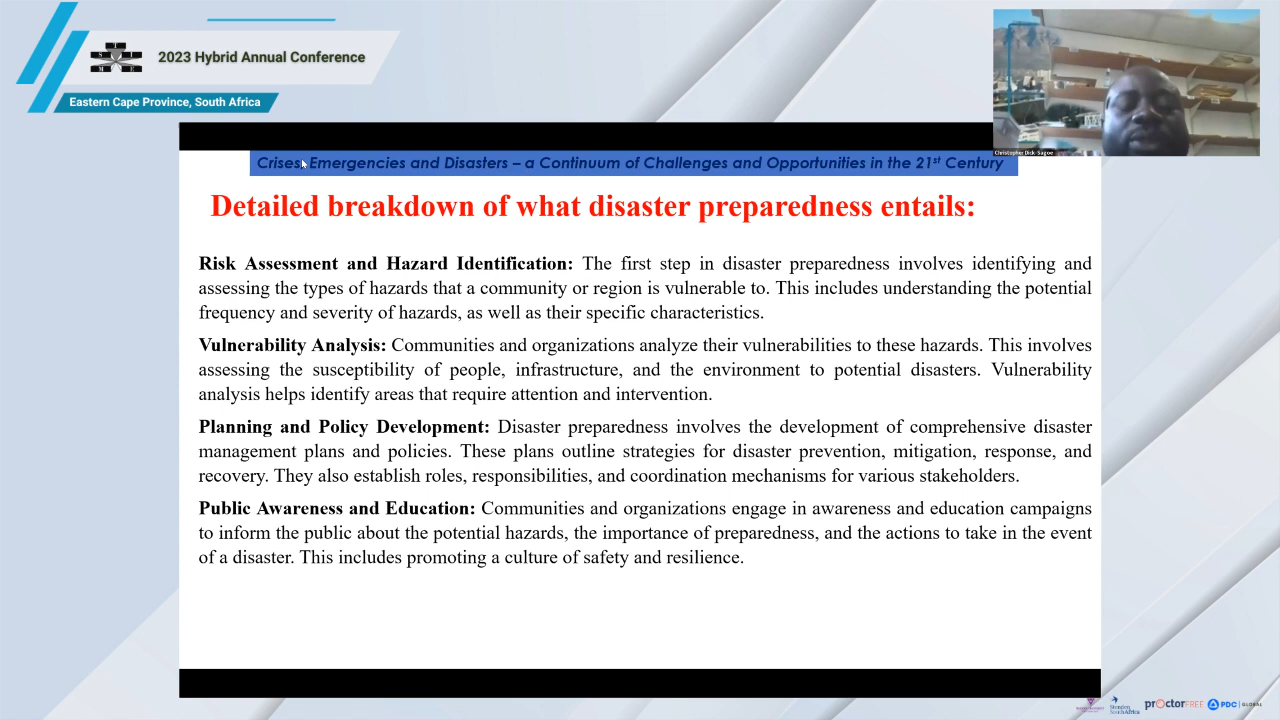 2023 Hybrid Annual Conference
Eastern Cape Province, South Africa
Christopher Dick-Sagoe
Crises, Emergencies and Disasters – a Continuum of Challenges and Opportunities in the 21st Century
Detailed breakdown of what disaster preparedness entails:
Risk Assessment and Hazard Identification: The first step in disaster preparedness involves identifying and
assessing the types of hazards that a community or region is vulnerable to. This includes understanding the potential
frequency and severity of hazards, as well as their specific characteristics.
Vulnerability Analysis: Communities and organizations analyze their vulnerabilities to these hazards. This involves
assessing the susceptibility of people, infrastructure, and the environment to potential disasters. Vulnerability
analysis helps identify areas that require attention and intervention.
Planning and Policy Development: Disaster preparedness involves the development of comprehensive disaster
management plans and policies. These plans outline strategies for disaster prevention, mitigation, response, and
recovery. They also establish roles, responsibilities, and coordination mechanisms for various stakeholders.
Public Awareness and Education: Communities and organizations engage in awareness and education campaigns
to inform the public about the potential hazards, the importance of preparedness, and the actions to take in the event
of a disaster. This includes promoting a culture of safety and resilience.
Stenden
South Africa
prOctorFREE
PDC | GLOBAL